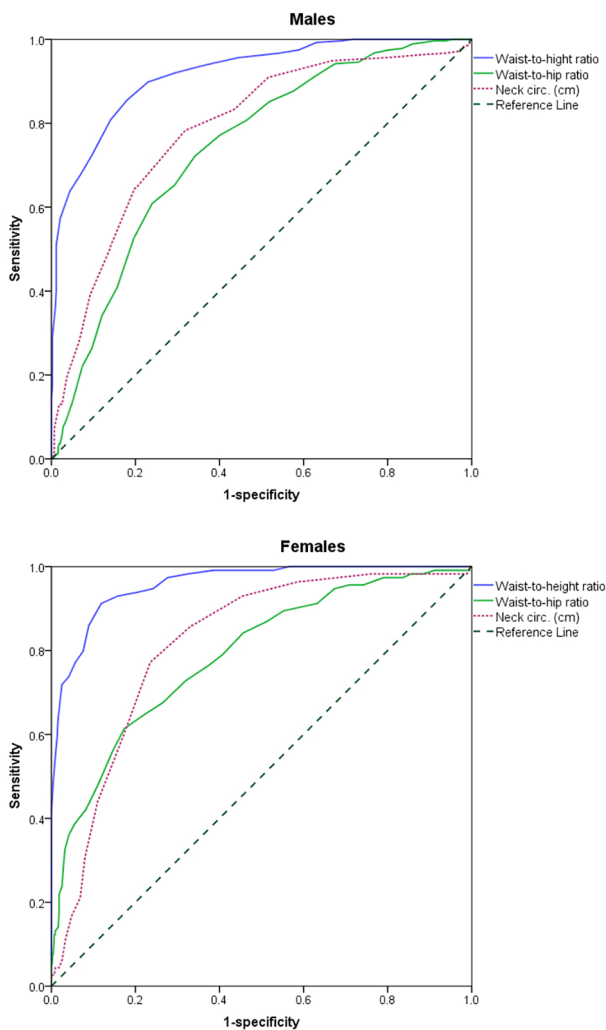 Males
1.0
0.8
0.6
0.4
0.2
0.0
Sensitivity
0.0 0.2 0.4 0.6 0.8 1.0
1-specificity
Waist-to-hight ratio
Waist-to-hip ratio
Neck circ. (cm)
Reference Line
Females
1.0
0.8
0.6
0.4
0.2
0.0
Sensitivity
0.0 0.2 0.4 0.6 0.8 1.0
1-specificity
Waist-to-height ratio
Waist-to-hip ratio
Neck circ. (cm)
Reference Line